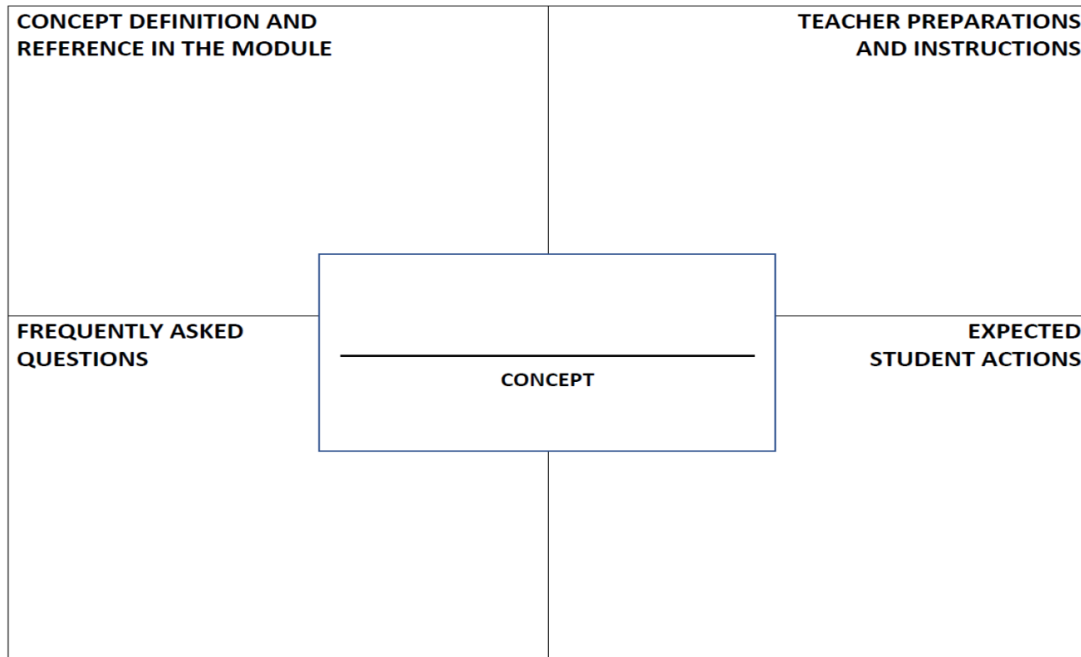 CONCEPT DEFINITION AND
REFERENCE IN THE MODULE
TEACHER PREPARATIONS
AND INSTRUCTIONS
FREQUENTLY ASKED
QUESTIONS
EXPECTED
STUDENT ACTIONS
CONCEPT